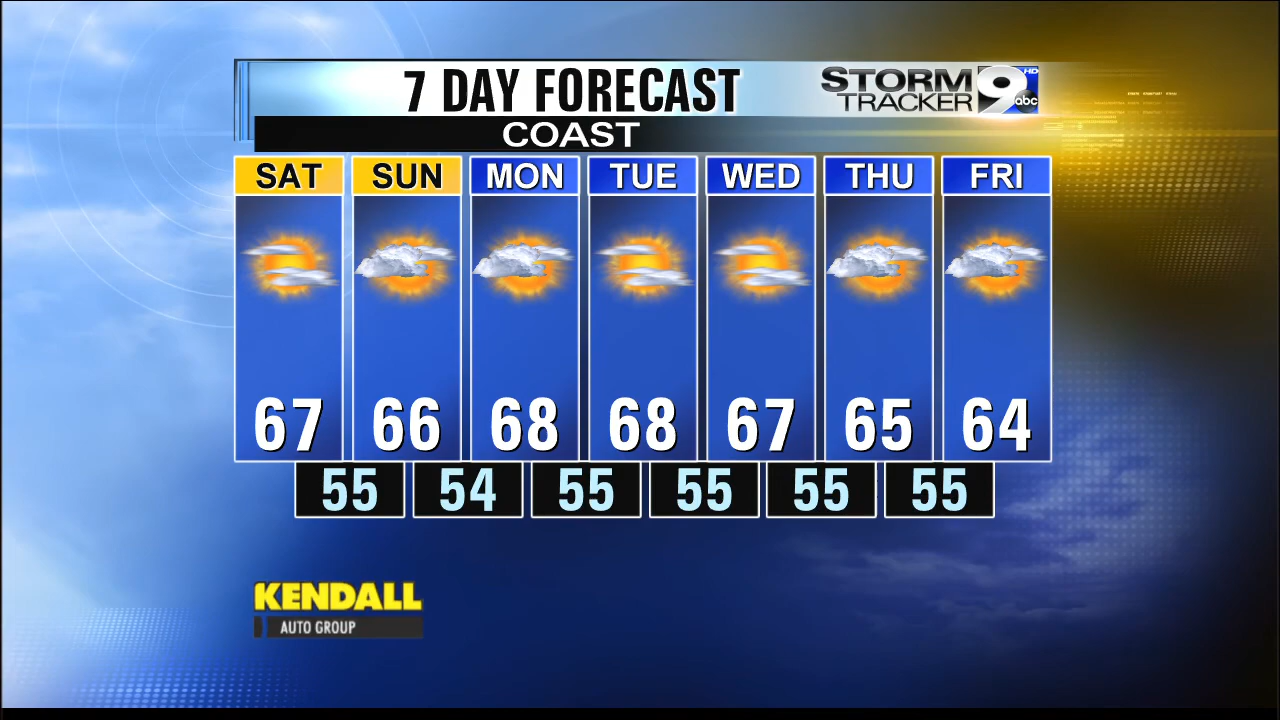 7 DAY FORECAST
STORM
TRACKER
9
HD
abc
COAST
SAT SUN MON TUE WED THU FRI
67 66 68 68 67 65 64
55 54 55 55 55 55
KENDALL
AUTO GROUP